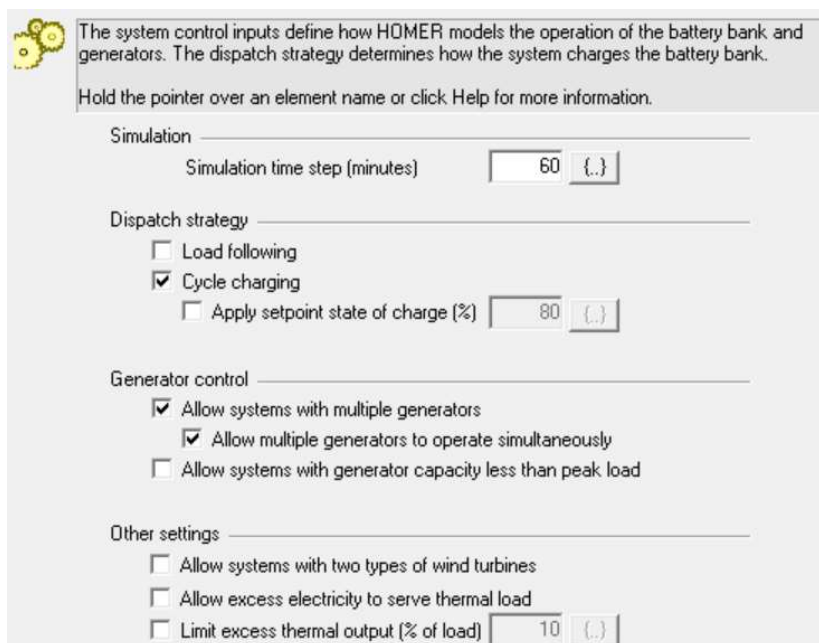 The system control inputs define how HOMER models the operation of the battery bank and
generators. The dispatch strategy determines how the system charges the battery bank.
Hold the pointer over an element name or click Help for more information.
Simulation
Simulation time step (minutes) 60 {..}
Dispatch strategy
Load following
Cycle charging
Apply setpoint state of charge (%) 80 {..}
Generator control
Allow systems with multiple generators
Allow multiple generators to operate simultaneously
Allow systems with generator capacity less than peak load
Other settings
Allow systems with two types of wind turbines
Allow excess electricity to serve thermal load
Limit excess thermal output (% of load) 10 {..}